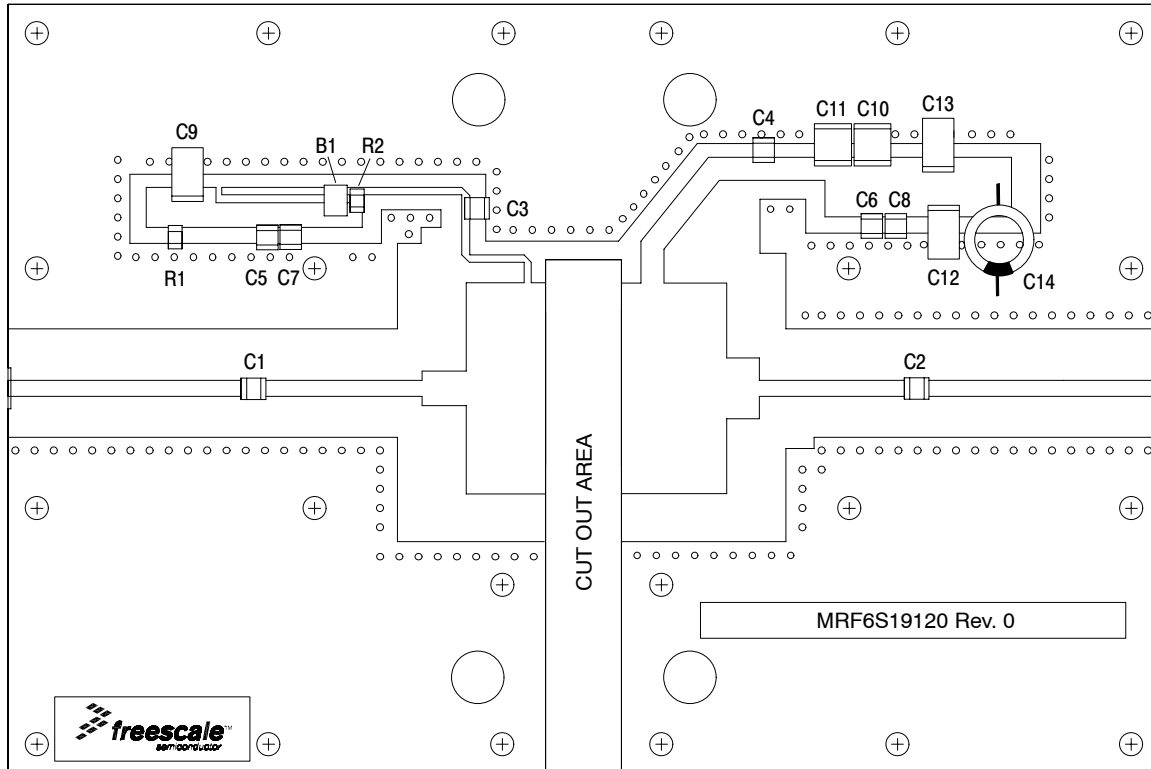 C9
B1
R2
C3
R1
C5
C7
C4
C11
C10
C13
C6
C8
C12
C14
C1
C2
CUT OUT AREA
MRF6S19120 Rev. 0
freescale™
semiconductor